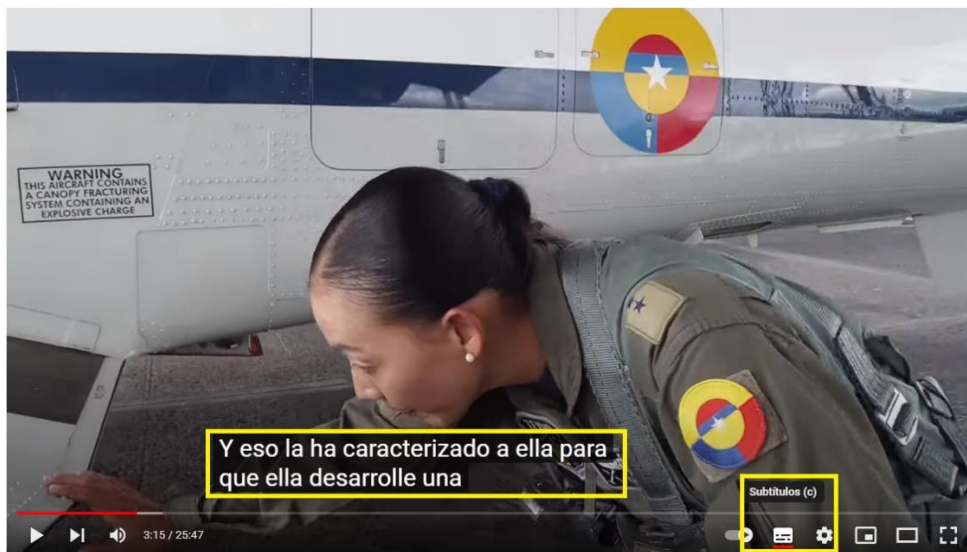 WARNING
THIS AIRCRAFT CONTAINS
A CANOPY FRACTURING
SYSTEM CONTAINING AN
EXPLOSIVE CHARGE
Y eso la ha caracterizado a ella para
que ella desarrolle una
Subtítulos (c)
3:15 / 25:47